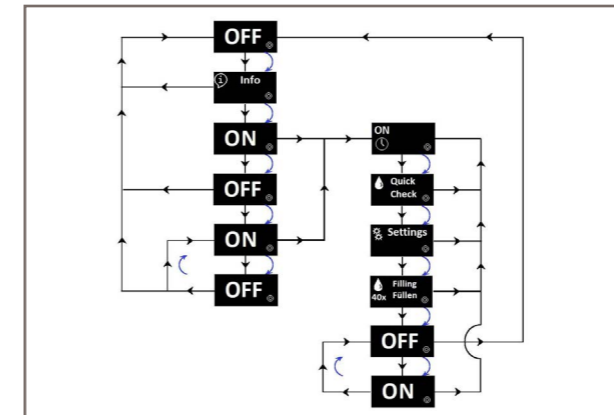 OFF
Info
ON
OFF
ON
OFF
ON
Quick
Check
Settings
Filling
40x Füllen
OFF
ON